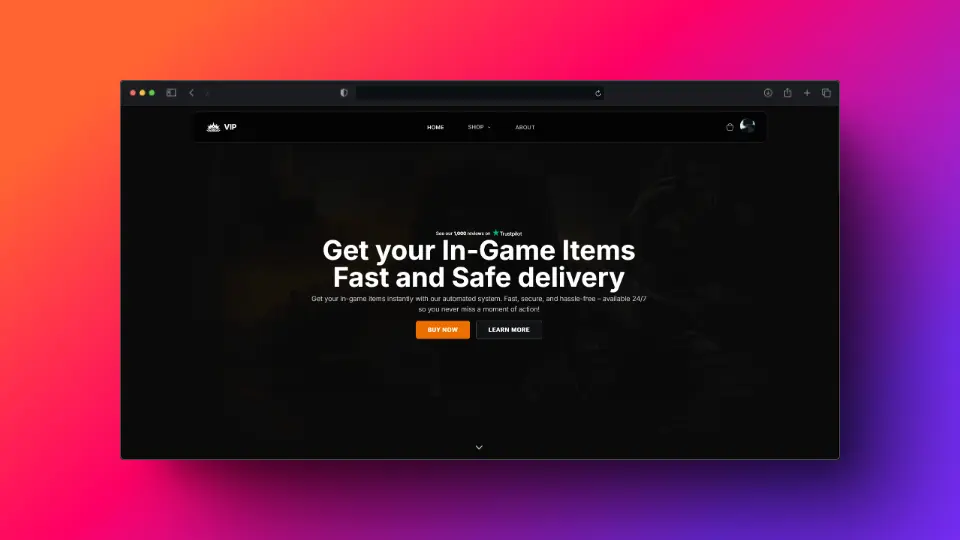 VIP
HOME SHOP ABOUT
See our 1,000 reviews on Trustpilot
Get your In-Game Items
Fast and Safe delivery
Get your in-game items instantly with our automated system. Fast, secure, and hassle-free – available 24/7
so you never miss a moment of action!
BUY NOW LEARN MORE